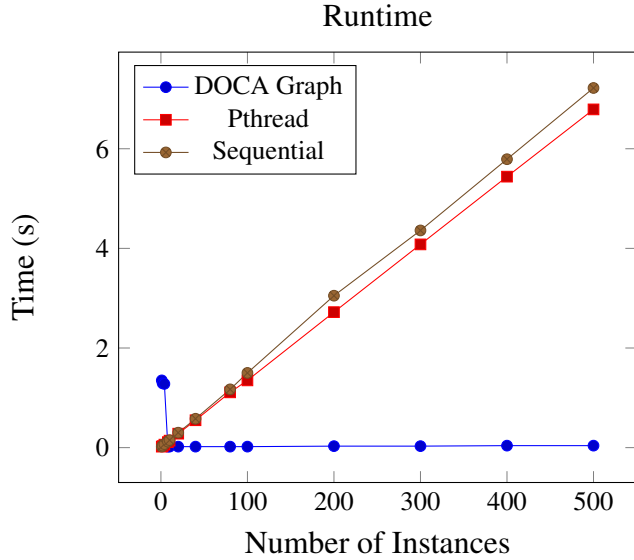 Runtime
DOCA Graph
Pthread
Sequential
6
4
2
0
Time (s)
0 100 200 300 400 500
Number of Instances